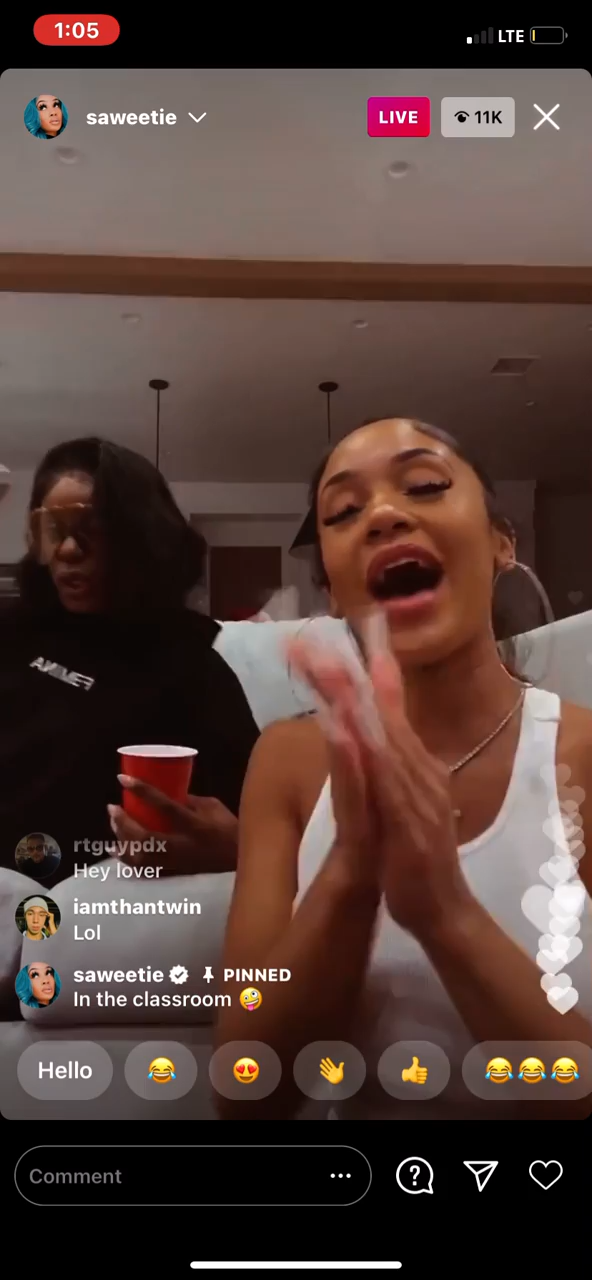 1:05
LTE
saweetie
LIVE
11K
rtguypdx
Hey lover
iamthantwin
Lol
saweetie PINNED
In the classroom 🤪
Hello 😂 😍 👋 👍 😂😂😂
Comment